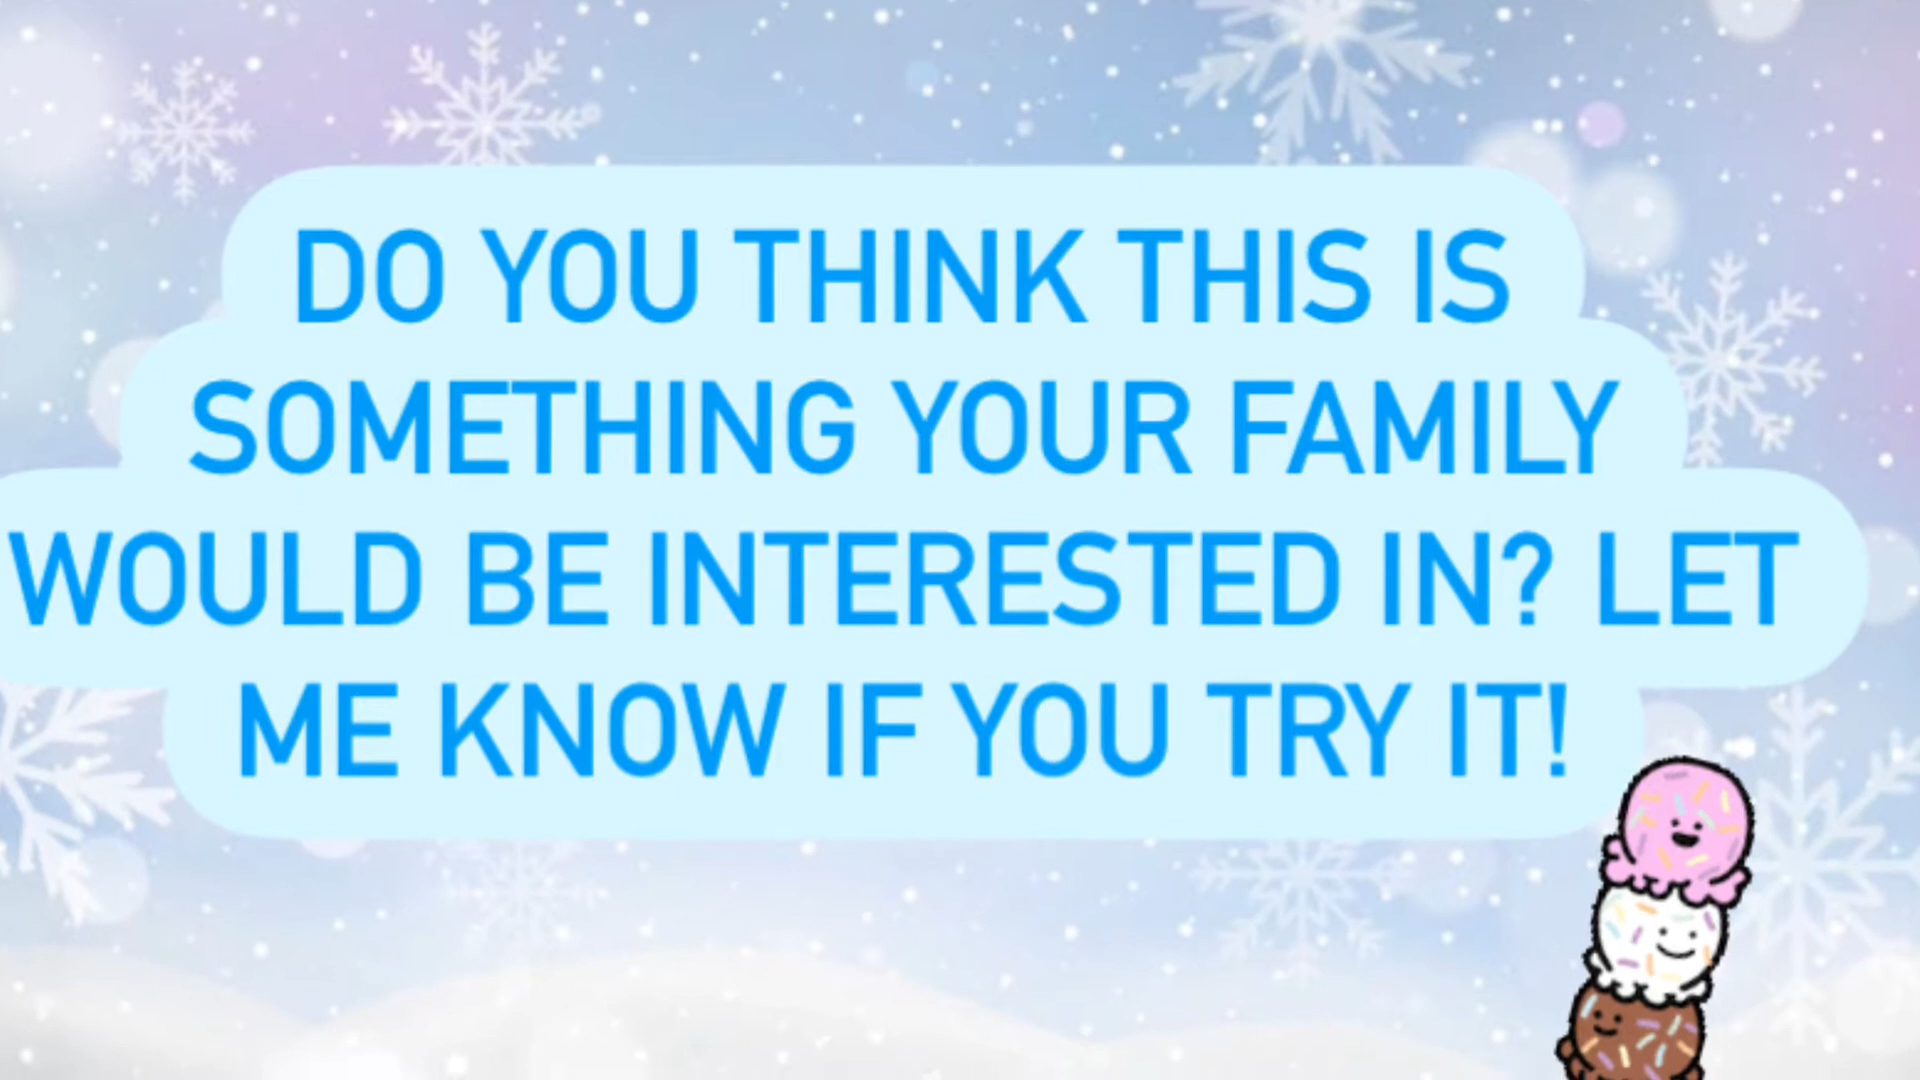 DO YOU THINK THIS IS
SOMETHING YOUR FAMILY
WOULD BE INTERESTED IN? LET
ME KNOW IF YOU TRY IT!